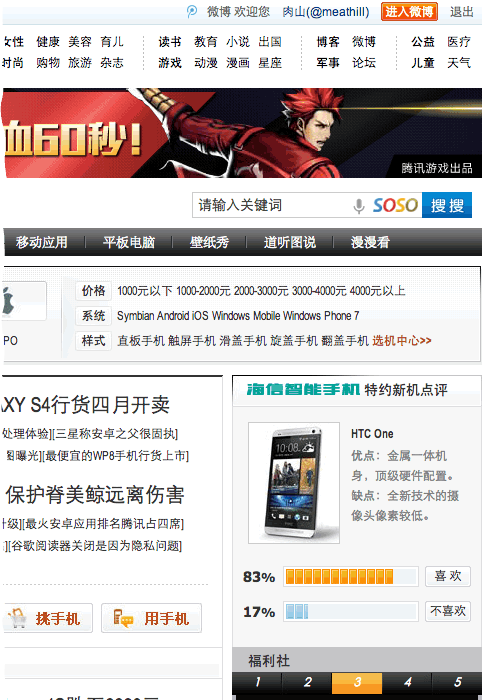 微博 欢迎您 肉山(@meathill) 进入微博 退出
女性 健康 美容 育儿 读书 教育 小说 出国 博客 微博 公益 医疗
时尚 购物 旅游 杂志 游戏 动漫 漫画 星座 军事 论坛 儿童 天气
血60秒!
腾讯游戏出品
请输入关键词 SOSO 搜搜
移动应用 平板电脑 壁纸秀 道听图说 漫漫看
价格 1000元以下 1000-2000元 2000-3000元 3000-4000元 4000元以上
系统 Symbian Android iOS Windows Mobile Windows Phone 7
PO 样式 直板手机 触屏手机 滑盖手机 旋盖手机 翻盖手机 选机中心>>
AXY S4行货四月开卖
处理体验][三星称安卓之父很固执]
图曝光][最便宜的WP8手机行货上市]
保护脊美鲸远离伤害
升级][最火安卓应用排名腾讯占四席]
][谷歌阅读器关闭是因为隐私问题]
挑手机 用手机
海信智能手机 特约新机点评
HTC One
优点：金属一体机
身，顶级硬件配置。
缺点：全新技术的摄
像头像素较低。
83% 喜 欢
17% 不喜欢
福利社
1 2 3 4 5